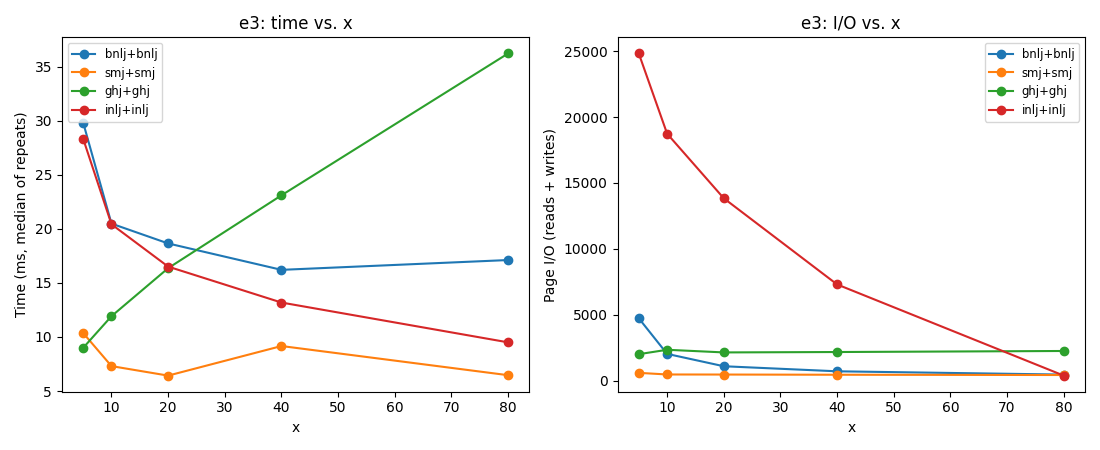 e3: time vs. x
Time (ms, median of repeats)
35
30
25
20
15
10
5
bnlj+bnlj
smj+smj
ghj+ghj
inlj+inlj
10 20 30 40 50 60 70 80
x
e3: I/O vs. x
Page I/O (reads + writes)
25000
20000
15000
10000
5000
0
bnlj+bnlj
smj+smj
ghj+ghj
inlj+inlj
10 20 30 40 50 60 70 80
x